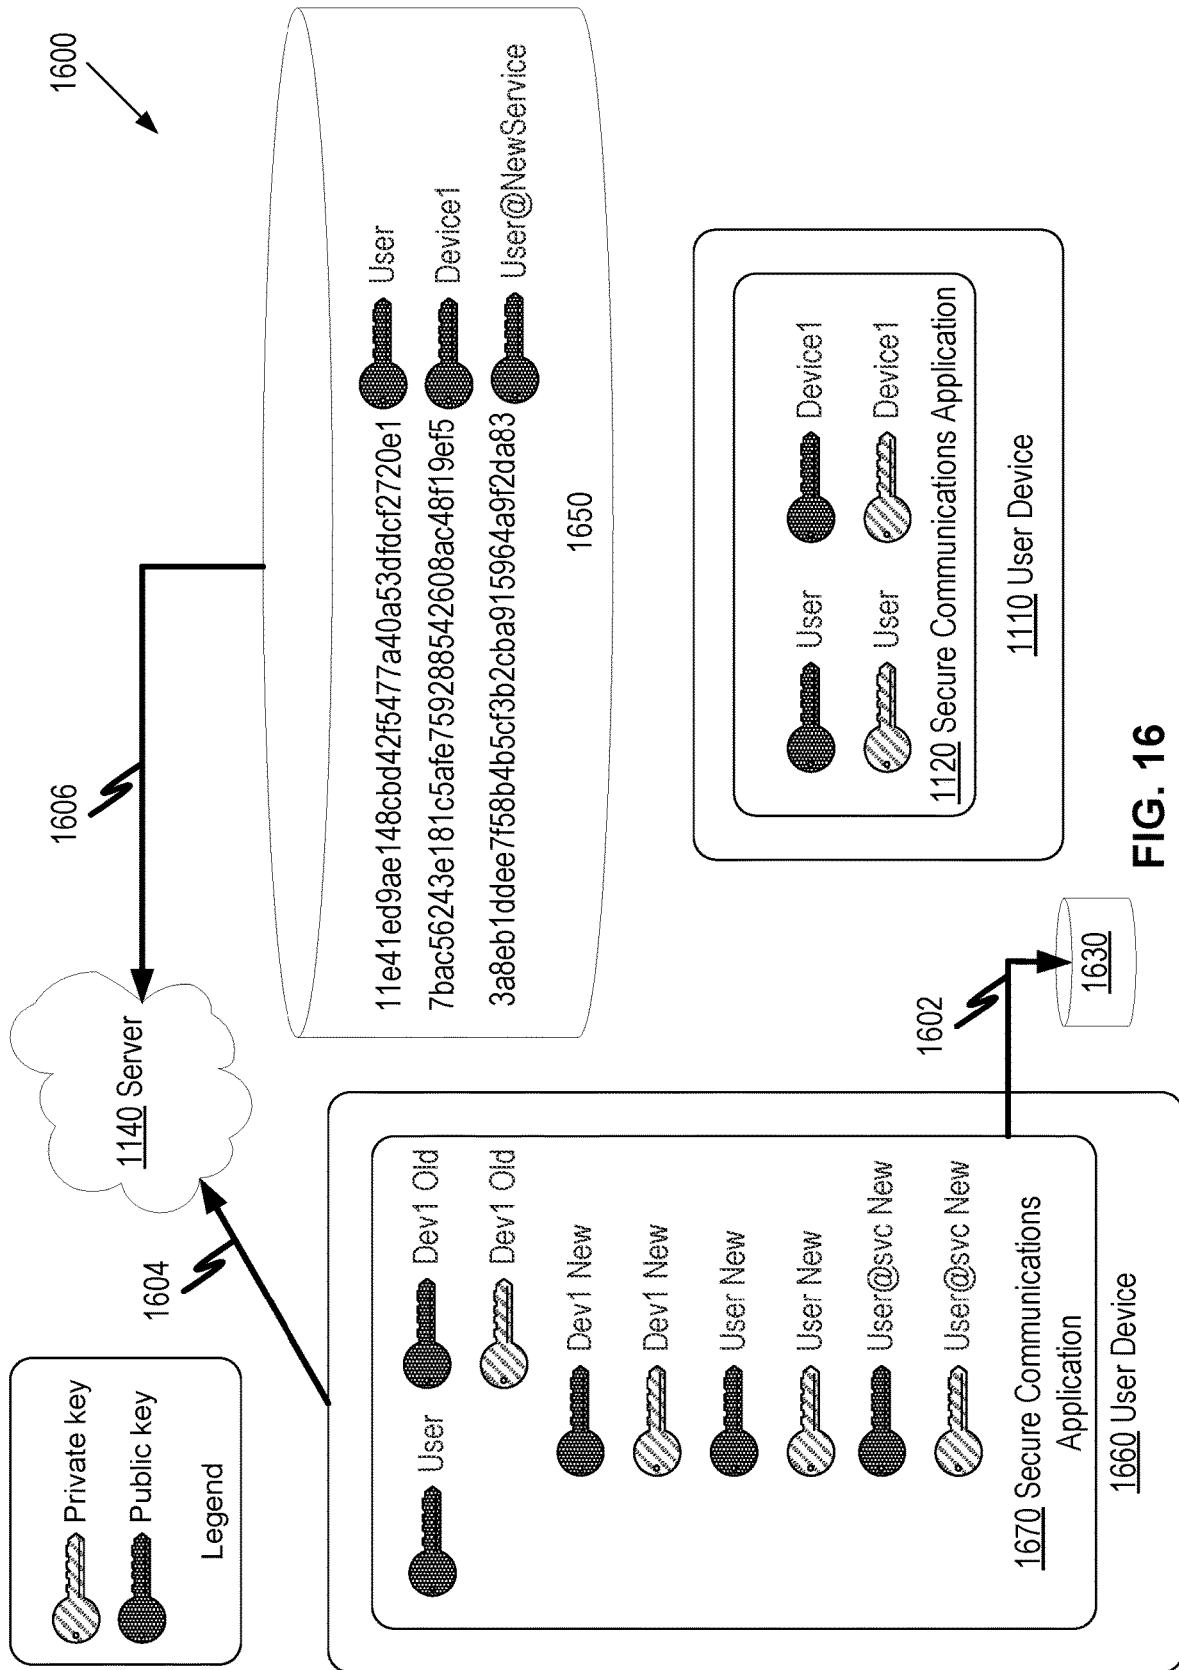 1600
Private key
Public key
Legend
1604
1140 Server
1606
User
Dev1 Old
Dev1 Old
Dev1 New
Dev1 New
User New
User New
User@svc New
User@svc New
1670 Secure Communications
Application
1660 User Device
11e41ed9ae148cbd42f5477a40a53dfdcf2720e1 User
7bac56243e181c5afe759288542608ac48f19ef5 Device1
3a8eb1ddee7f58b4b5cf3b2cba915964a9f2da83 User@NewService
1650
1602
1630
User Device1
User Device1
1120 Secure Communications Application
1110 User Device
FIG. 16